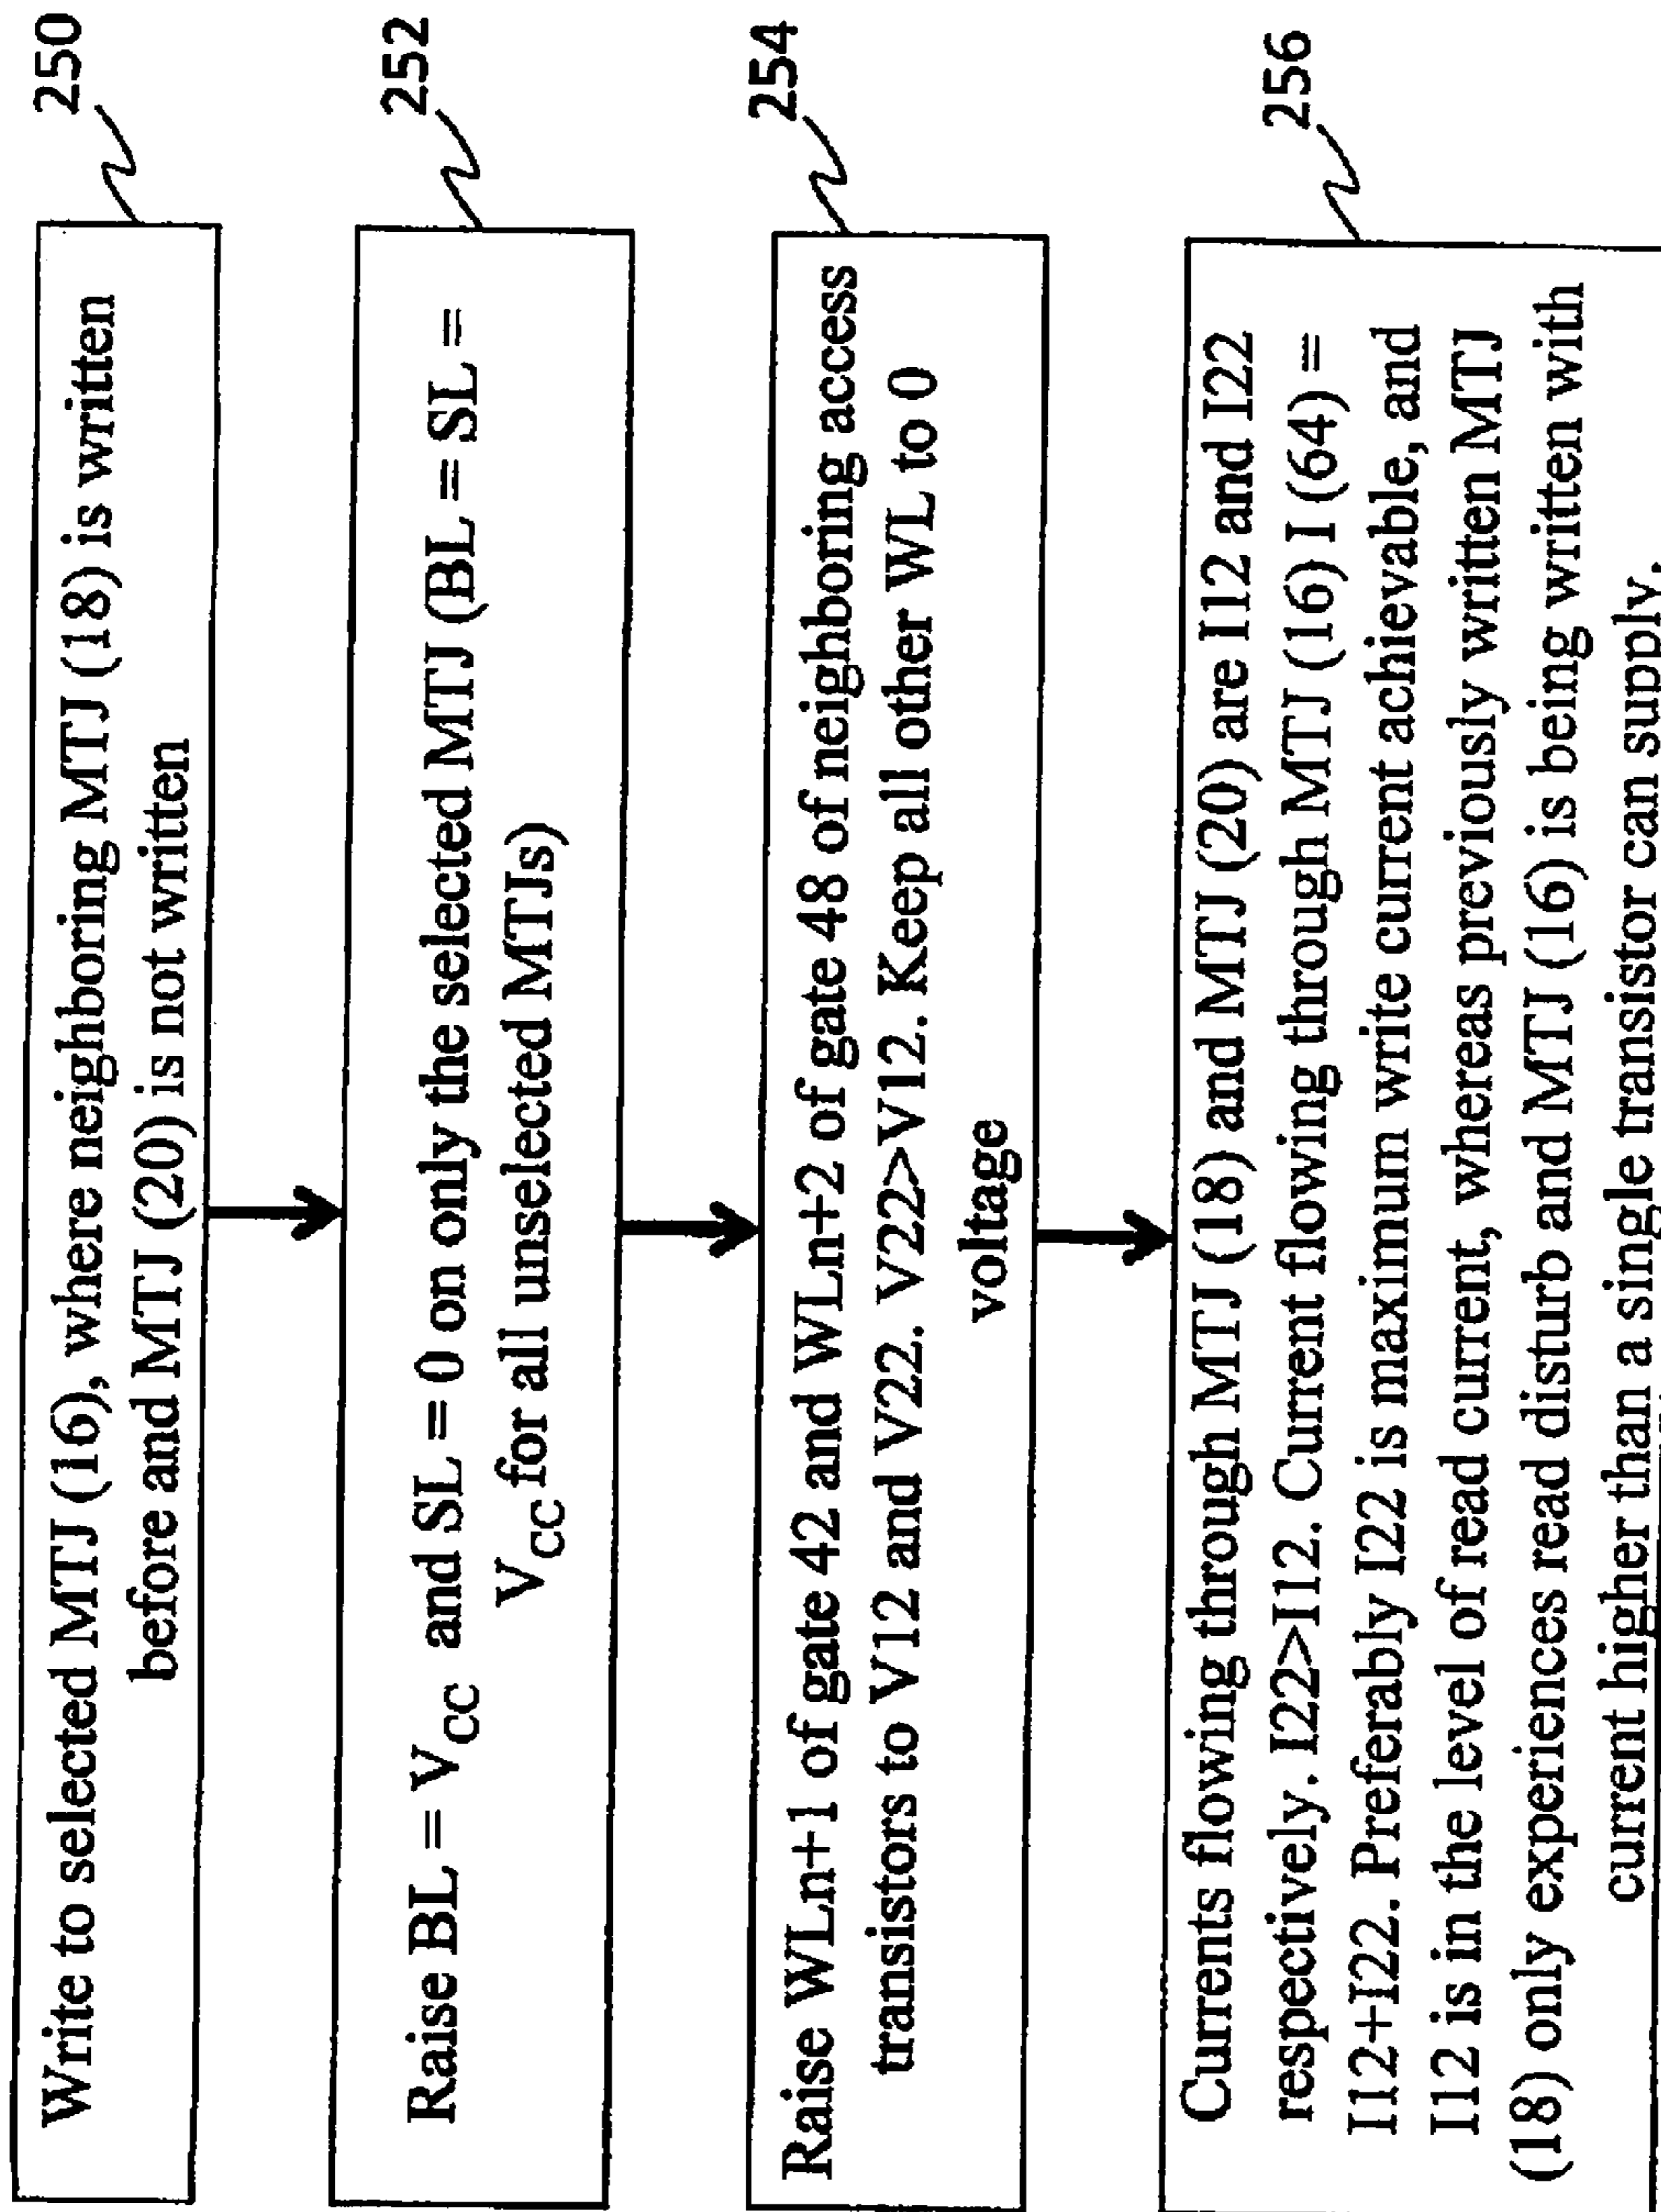 250
Write to selected MTJ (16), where neighboring MTJ (18) is written
before and MTJ (20) is not written
252
Raise BL = VCC and SL = 0 on only the selected MTJ (BL = SL =
VCC for all unselected MTJs)
254
Raise WLn+1 of gate 42 and WLn+2 of gate 48 of neighboring access
transistors to V12 and V22. V22>V12. Keep all other WL to 0
voltage
256
Currents flowing through MTJ (18) and MTJ (20) are I12 and I22
respectively. I22>I12. Current flowing through MTJ (16) I (64) =
I12+I22. Preferably I22 is maximum write current achievable, and
I12 is in the level of read current, whereas previously written MTJ
(18) only experiences read disturb and MTJ (16) is being written with
current higher than a single transistor can supply.